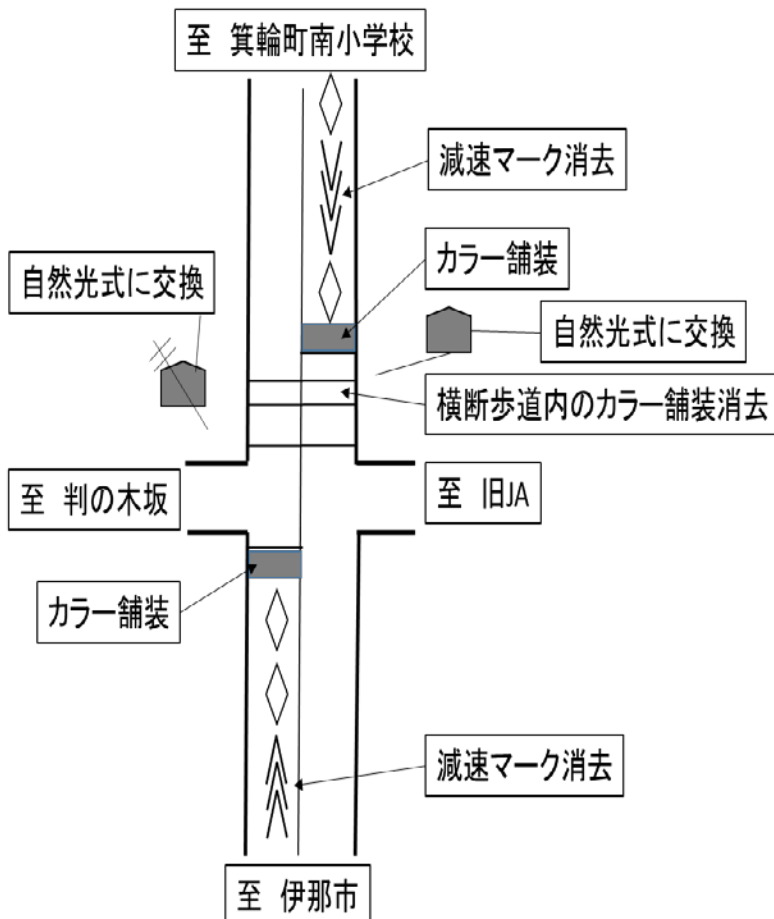 至 箕輪町南小学校
減速マーク消去
カラー舗装
自然光式に交換
自然光式に交換
横断歩道内のカラー舗装消去
至 判の木坂
至 旧JA
カラー舗装
減速マーク消去
至 伊那市